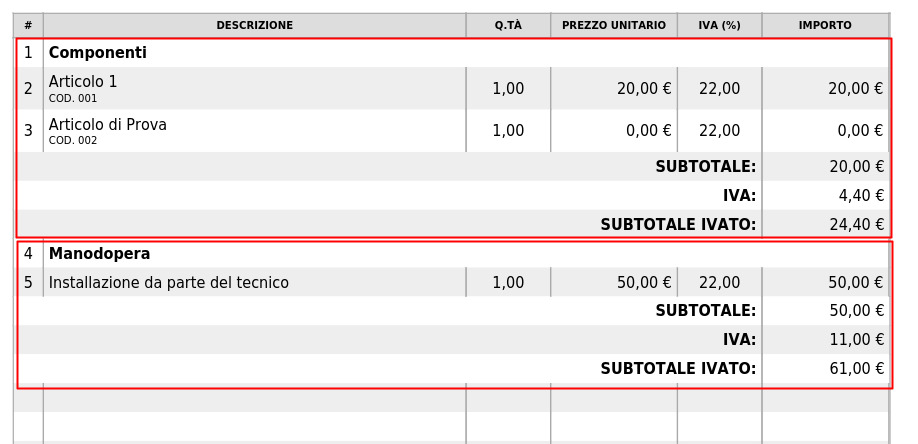 # DESCRIZIONE Q.TÀ PREZZO UNITARIO IVA (%) IMPORTO
1 Componenti
2 Articolo 1 1,00 20,00 € 22,00 20,00 €
COD. 001
3 Articolo di Prova 1,00 0,00 € 22,00 0,00 €
COD. 002
SUBTOTALE: 20,00 €
IVA: 4,40 €
SUBTOTALE IVATO: 24,40 €
4 Manodopera
5 Installazione da parte del tecnico 1,00 50,00 € 22,00 50,00 €
SUBTOTALE: 50,00 €
IVA: 11,00 €
SUBTOTALE IVATO: 61,00 €